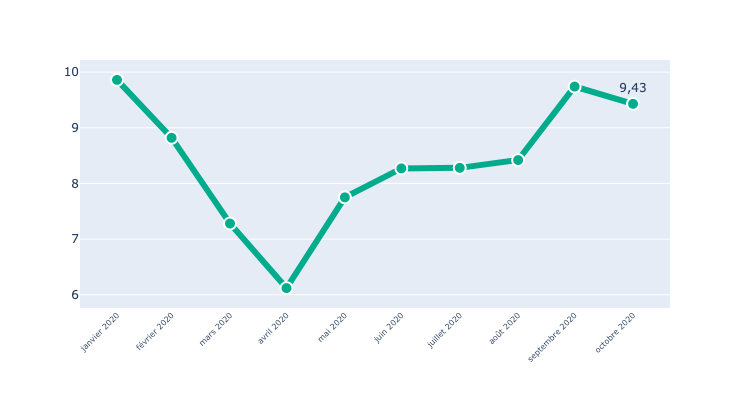 10
9
8
7
6
9,43
janvier 2020
février 2020
mars 2020
avril 2020
mai 2020
juin 2020
juillet 2020
août 2020
septembre 2020
octobre 2020